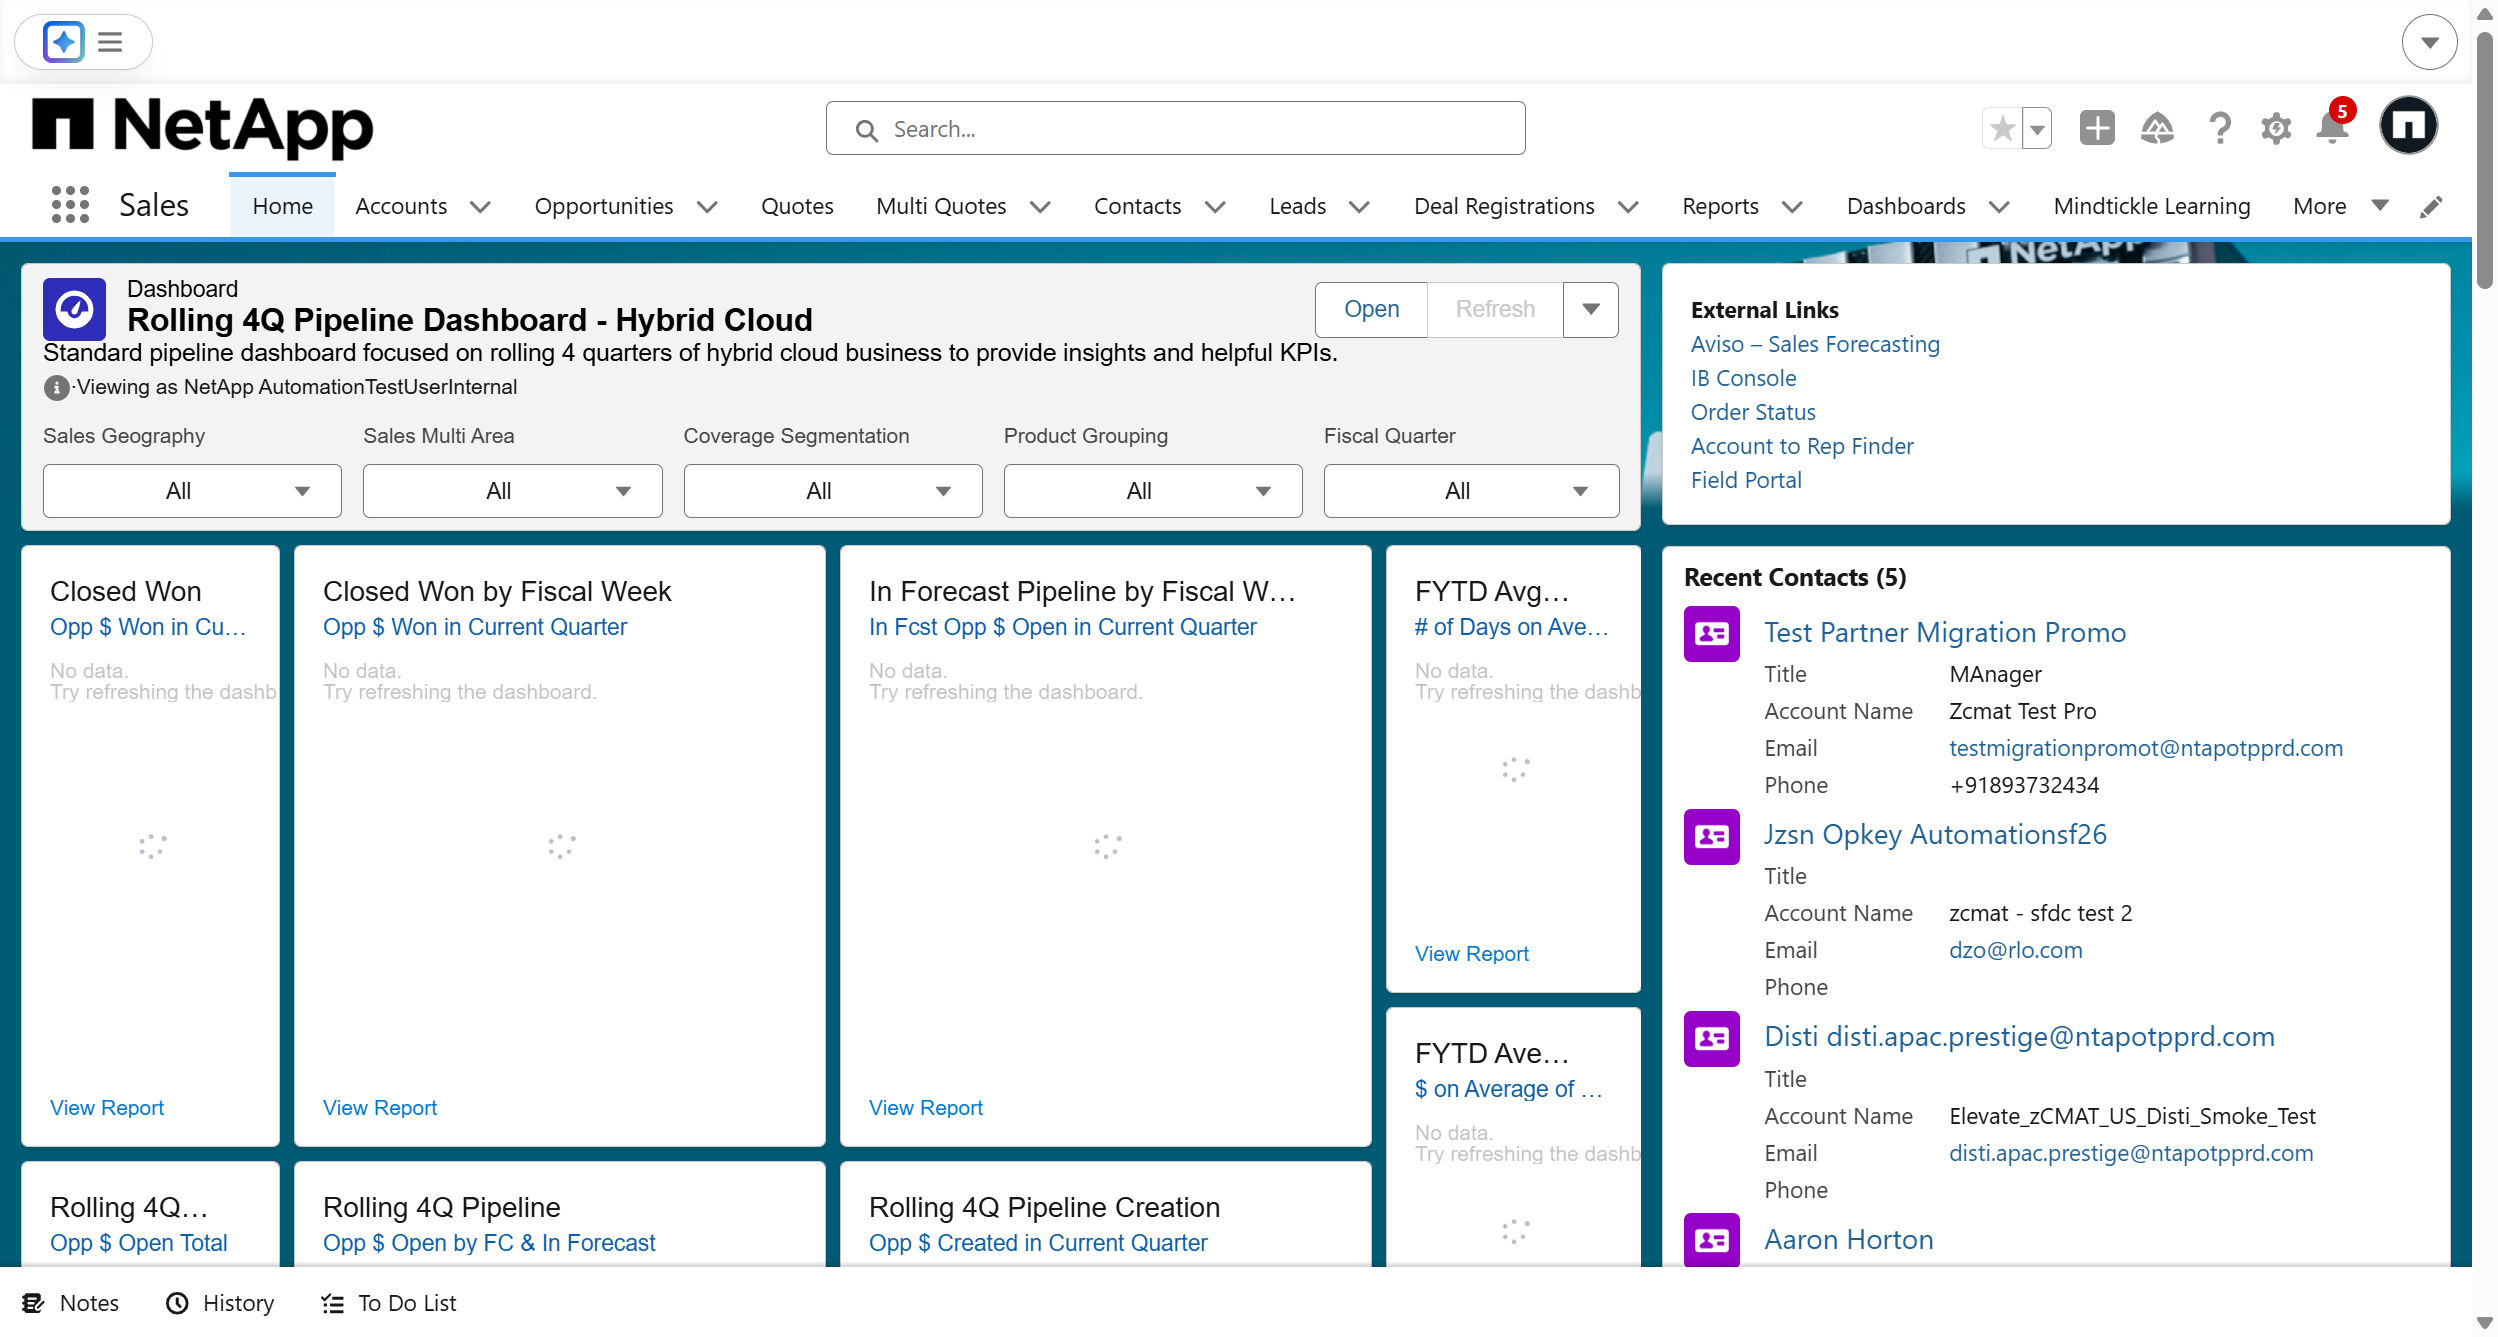 NetApp
Search...
5
Sales
Home
Accounts
Opportunities
Quotes
Multi Quotes
Contacts
Leads
Deal Registrations
Reports
Dashboards
Mindtickle Learning
More
NetApp
Dashboard
Rolling 4Q Pipeline Dashboard - Hybrid Cloud
Standard pipeline dashboard focused on rolling 4 quarters of hybrid cloud business to provide insights and helpful KPIs.
·Viewing as NetApp AutomationTestUserInternal
Open
Refresh
Sales Geography
All
Sales Multi Area
All
Coverage Segmentation
All
Product Grouping
All
Fiscal Quarter
All
Closed Won
Opp $ Won in Cu…
No data.
Try refreshing the dashb
View Report
Closed Won by Fiscal Week
Opp $ Won in Current Quarter
No data.
Try refreshing the dashboard.
View Report
In Forecast Pipeline by Fiscal W…
In Fcst Opp $ Open in Current Quarter
No data.
Try refreshing the dashboard.
View Report
FYTD Avg…
# of Days on Ave…
No data.
Try refreshing the dashb
View Report
FYTD Ave…
$ on Average of …
No data.
Try refreshing the dashb
Rolling 4Q…
Opp $ Open Total
Rolling 4Q Pipeline
Opp $ Open by FC & In Forecast
Rolling 4Q Pipeline Creation
Opp $ Created in Current Quarter
External Links
Aviso – Sales Forecasting
IB Console
Order Status
Account to Rep Finder
Field Portal
Recent Contacts (5)
Test Partner Migration Promo
Title MAnager
Account Name Zcmat Test Pro
Email testmigrationpromot@ntapotpprd.com
Phone +91893732434
Jzsn Opkey Automationsf26
Title
Account Name zcmat - sfdc test 2
Email dzo@rlo.com
Phone
Disti disti.apac.prestige@ntapotpprd.com
Title
Account Name Elevate_zCMAT_US_Disti_Smoke_Test
Email disti.apac.prestige@ntapotpprd.com
Phone
Aaron Horton
Notes
History
To Do List